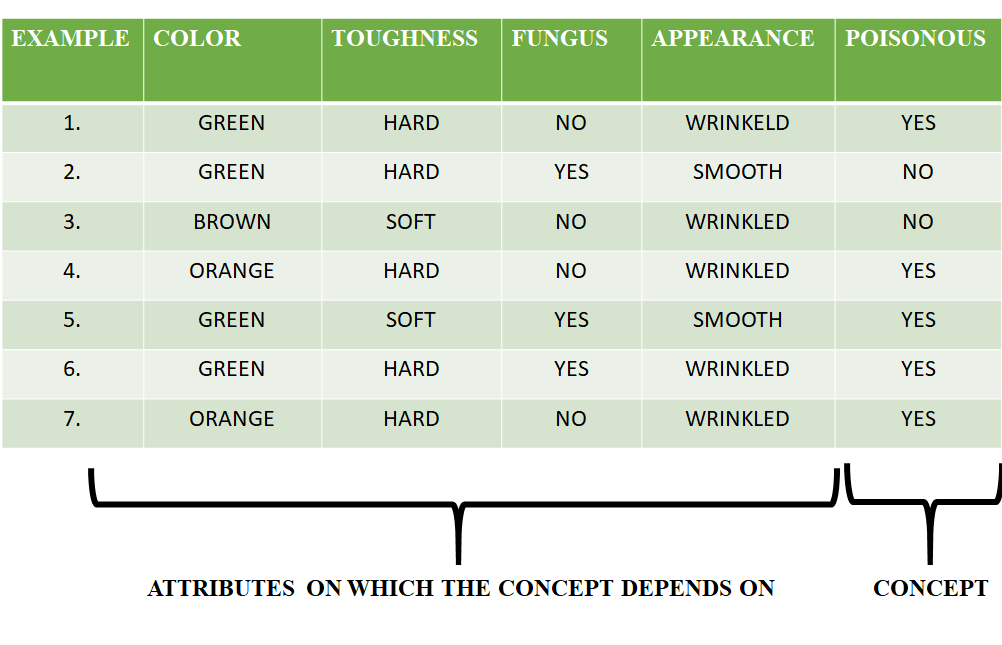 EXAMPLE COLOR TOUGHNESS FUNGUS APPEARANCE POISONOUS
1. GREEN HARD NO WRINKELD YES
2. GREEN HARD YES SMOOTH NO
3. BROWN SOFT NO WRINKLED NO
4. ORANGE HARD NO WRINKLED YES
5. GREEN SOFT YES SMOOTH YES
6. GREEN HARD YES WRINKLED YES
7. ORANGE HARD NO WRINKLED YES
ATTRIBUTES ON WHICH THE CONCEPT DEPENDS ON CONCEPT